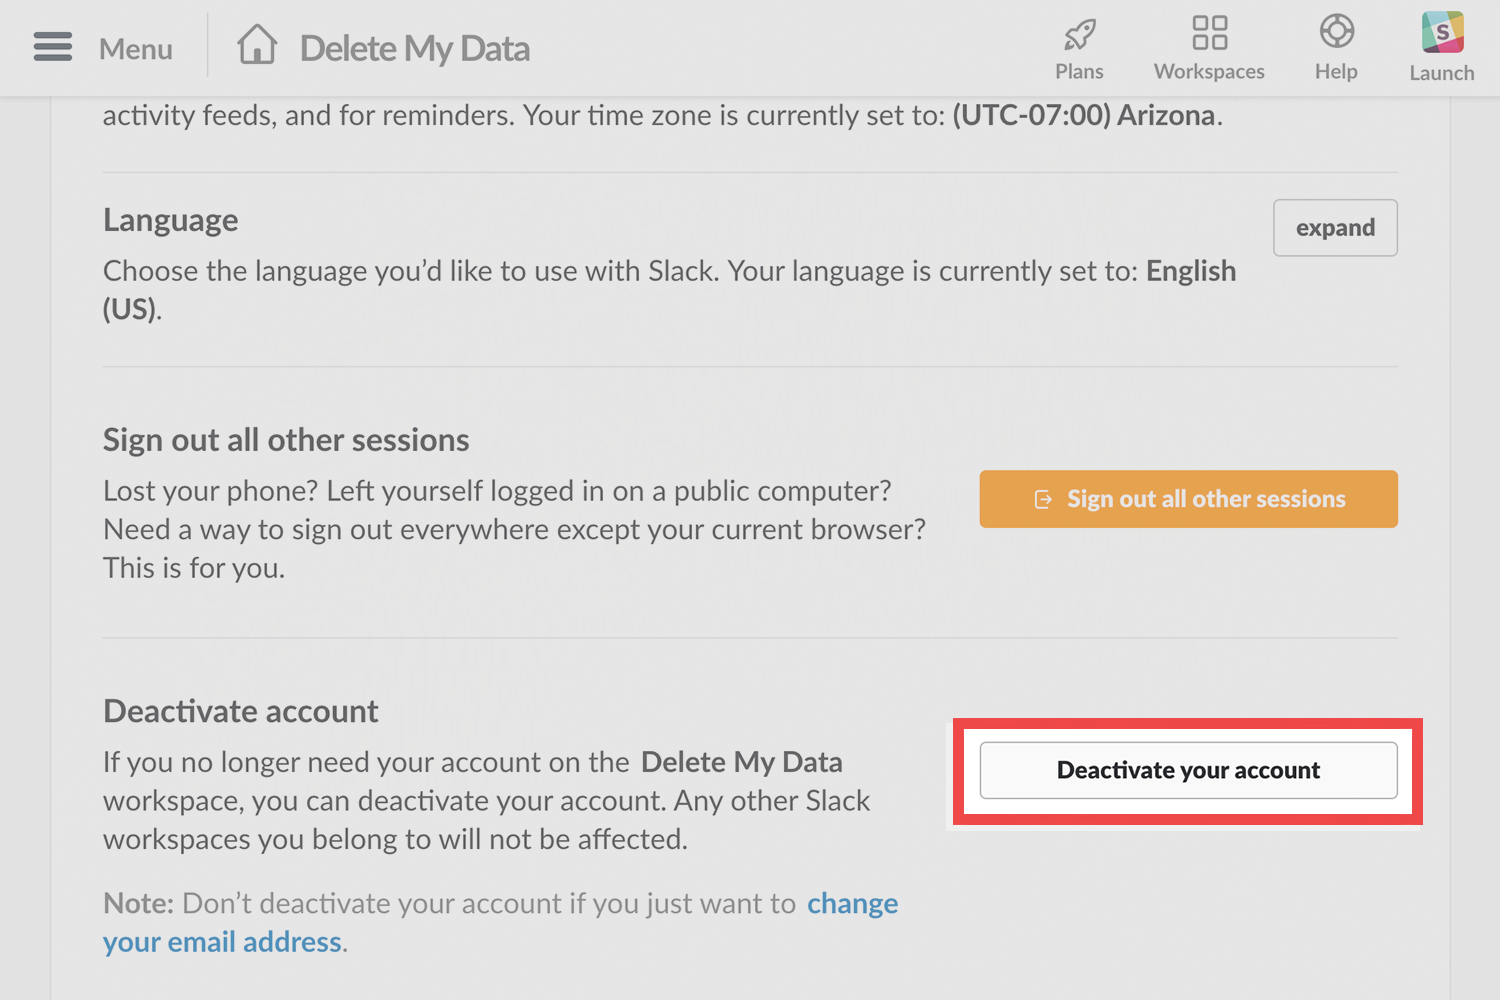 Menu
Delete My Data
Plans
Workspaces
Help
S
Launch
activity feeds, and for reminders. Your time zone is currently set to: (UTC-07:00) Arizona.
Language
expand
Choose the language you’d like to use with Slack. Your language is currently set to: English
(US).
Sign out all other sessions
Lost your phone? Left yourself logged in on a public computer?
Need a way to sign out everywhere except your current browser?
This is for you.
Sign out all other sessions
Deactivate account
If you no longer need your account on the Delete My Data
workspace, you can deactivate your account. Any other Slack
workspaces you belong to will not be affected.
Deactivate your account
Note: Don’t deactivate your account if you just want to change
your email address.